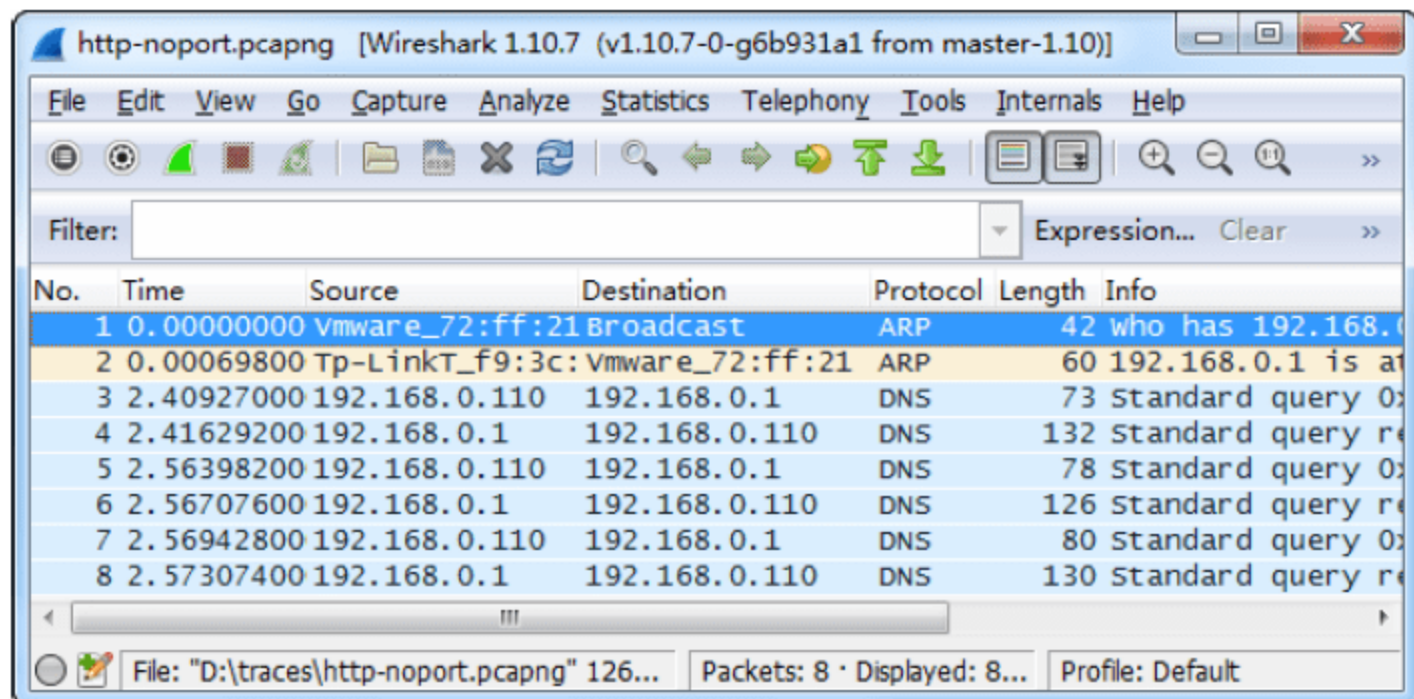 http-noport.pcapng [Wireshark 1.10.7 (v1.10.7-0-g6b931a1 from master-1.10)]
File Edit View Go Capture Analyze Statistics Telephony Tools Internals Help
Filter: Expression... Clear »
No. Time Source Destination Protocol Length Info
1 0.00000000 Vmware_72:ff:21 Broadcast ARP 42 Who has 192.168.
2 0.00069800 Tp-LinkT_f9:3c: Vmware_72:ff:21 ARP 60 192.168.0.1 is at
3 2.40927000 192.168.0.110 192.168.0.1 DNS 73 Standard query
4 2.41629200 192.168.0.1 192.168.0.110 DNS 132 Standard query
5 2.56398200 192.168.0.110 192.168.0.1 DNS 78 Standard query
6 2.56707600 192.168.0.1 192.168.0.110 DNS 126 Standard query
7 2.56942800 192.168.0.110 192.168.0.1 DNS 80 Standard query
8 2.57307400 192.168.0.1 192.168.0.110 DNS 130 Standard query
File: "D:\traces\http-noport.pcapng" 126... Packets: 8 · Displayed: 8... Profile: Default